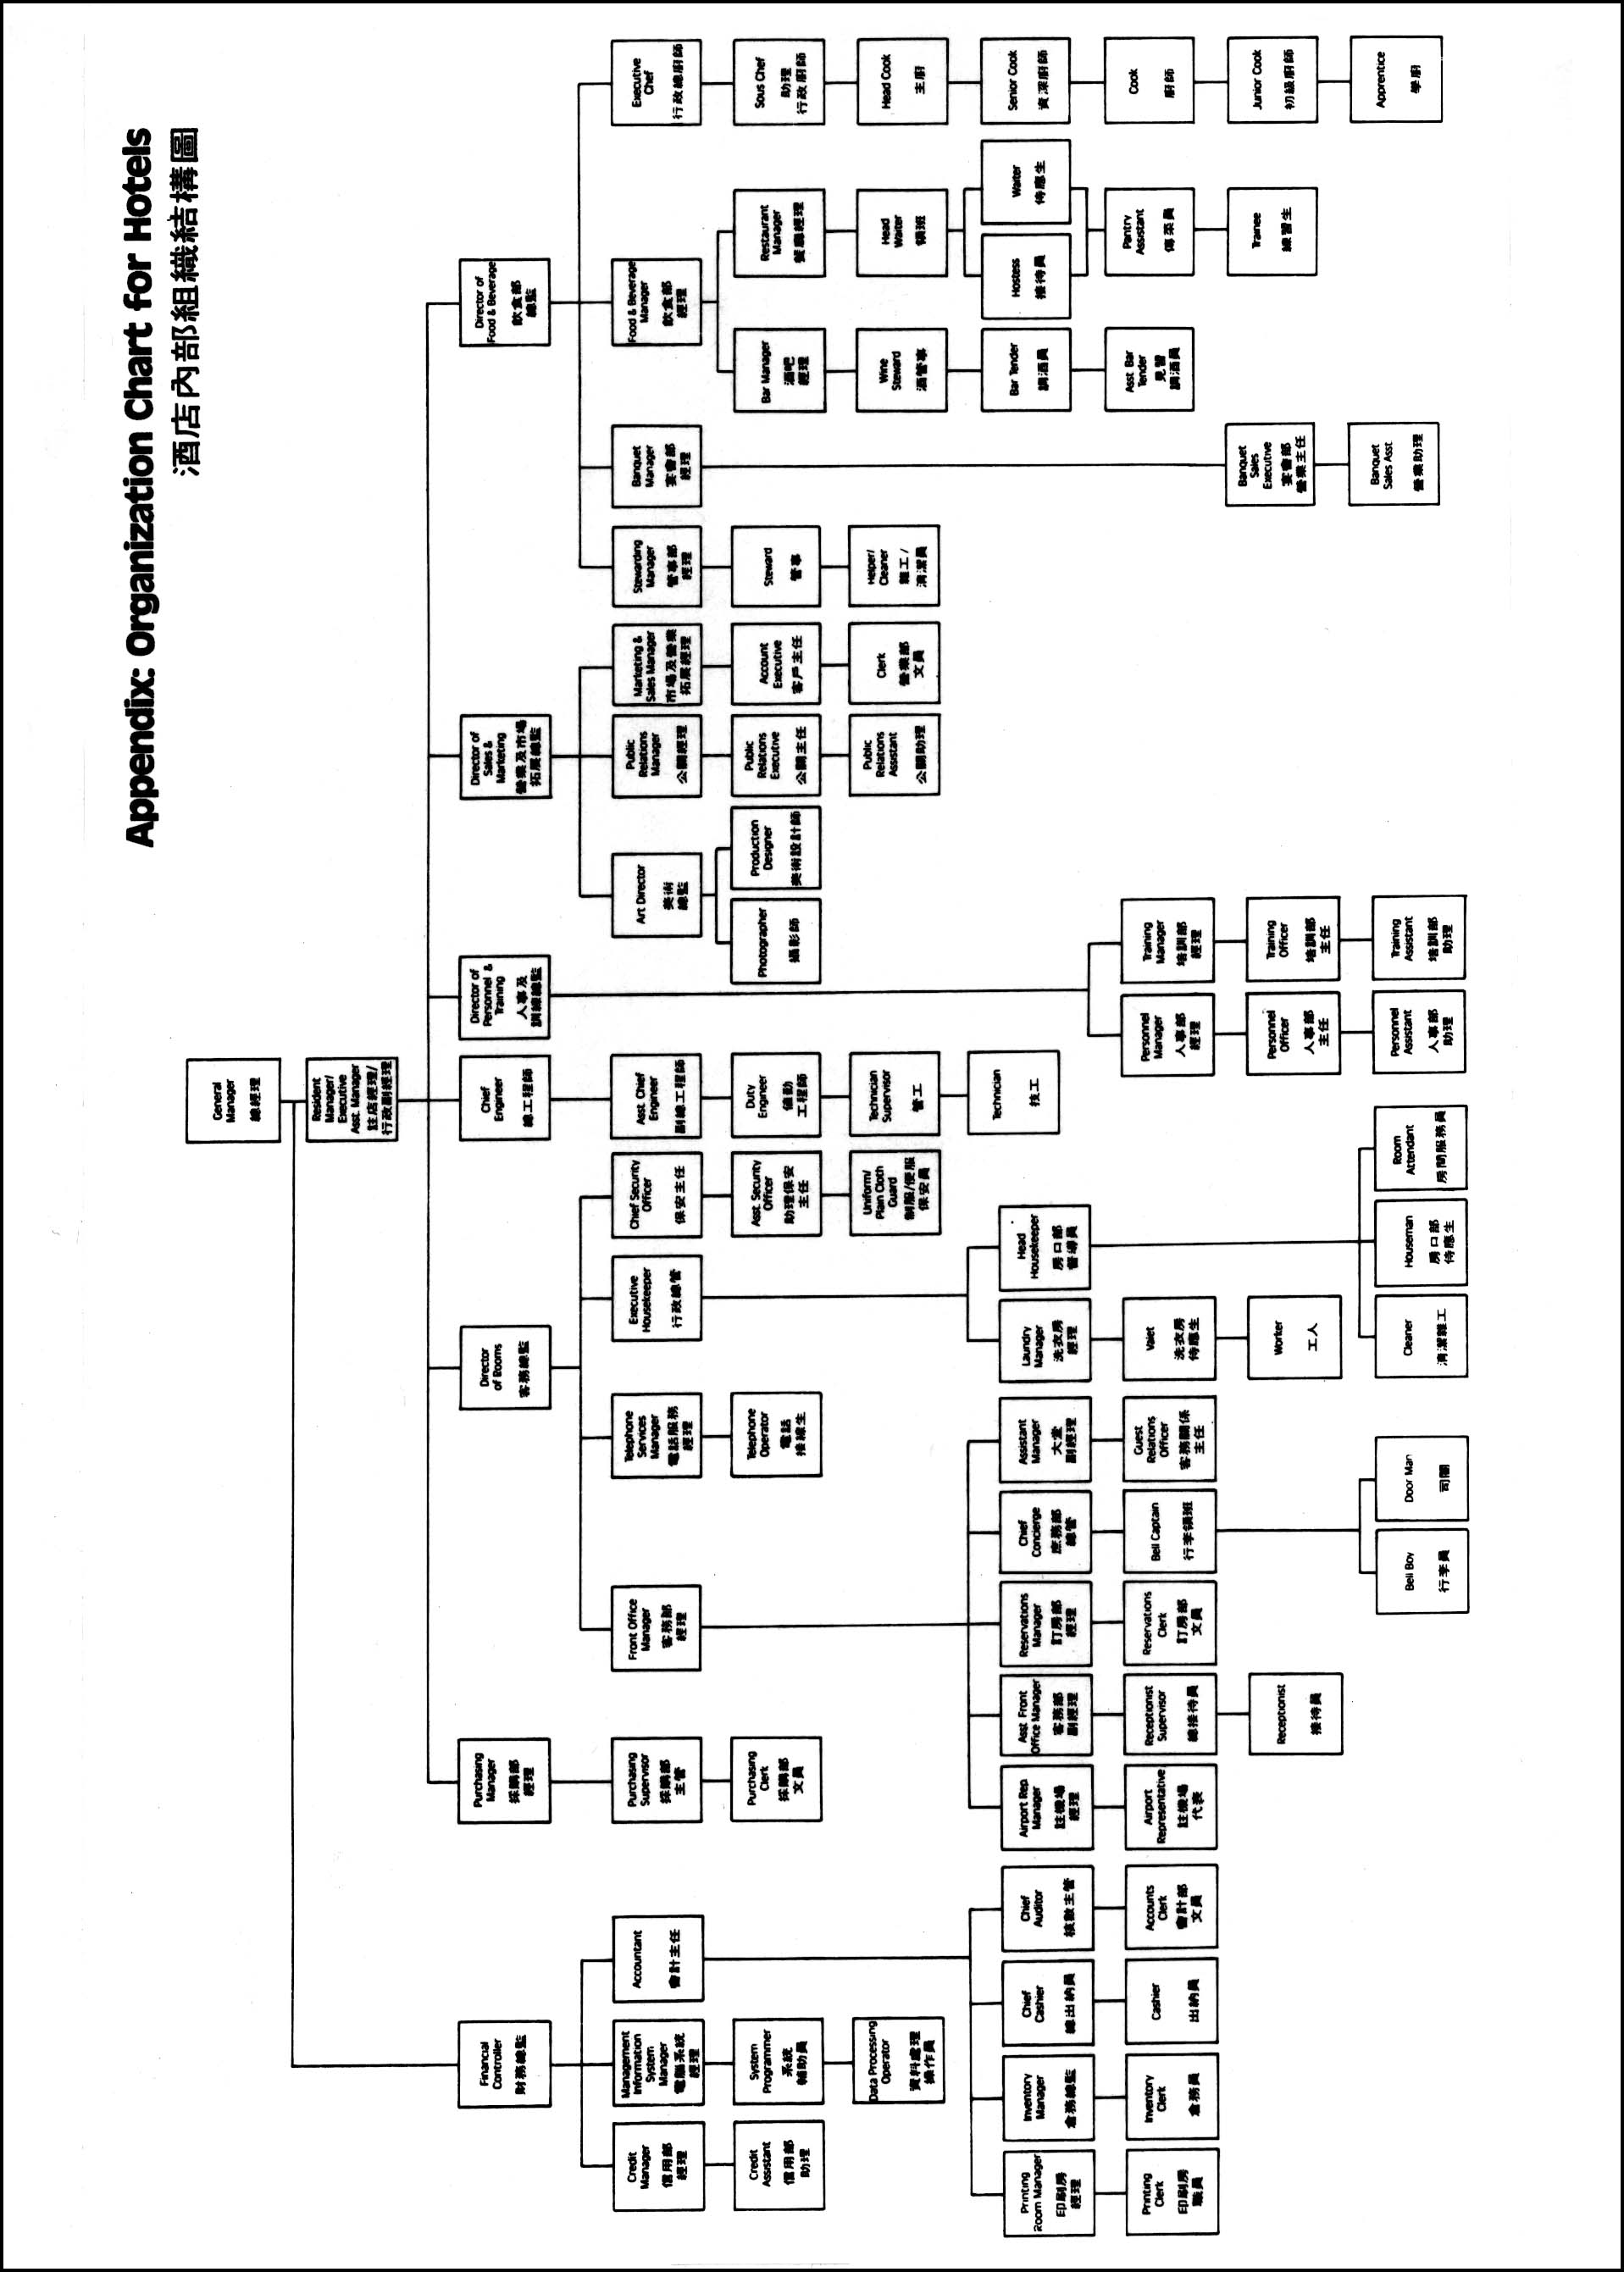 Appendix: Organization Chart for Hotels
酒店內部組織結構圖
General
Manager
總經理
Resident
Manager/
Executive
Asst. Manager
註店經理/
行政副經理
Financial
Controller
財務總監
Purchasing
Manager
採購部
經理
Director
of Rooms
客務總監
Chief
Engineer
總工程師
Director of
Personnel &
Training
人事及
訓練總監
Director of
Sales &
Marketing
營業及市場
拓展總監
Director of
Food & Beverage
飲食部
總監
Credit
Manager
信用部
經理
Management
Information
System
Manager
電腦系統
經理
Accountant
會計主任
Purchasing
Supervisor
採購部
主管
Front Office
Manager
客務部
經理
Telephone
Services
Manager
電話服務
經理
Executive
Housekeeper
行政總管
Chief Security
Officer
保安主任
Asst. Chief
Engineer
副總工程師
Art Director
美術
總監
Public
Relations
Manager
公關經理
Marketing &
Sales Manager
市場及營業
拓展經理
Stewarding
Manager
管事部
經理
Banquet
Manager
宴會部
經理
Food & Beverage
Manager
飲食部
經理
Executive
Chef
行政總廚師
Credit
Assistant
信用部
助理
System
Programmer
系統
輔助員
Purchasing
Clerk
採購部
文員
Telephone
Operator
電話
接線生
Asst. Security
Officer
助理保安
主任
Duty
Engineer
值勤
工程師
Photographer
攝影師
Production
Designer
美術設計師
Public
Relations
Executive
公關主任
Account
Executive
客戶主任
Steward
管事
Bar Manager
酒吧
經理
Restaurant
Manager
餐廳經理
Sous Chef
助理
行政廚師
Data Processing
Operator
資料處理
操作員
Uniform/
Plain Cloth
Guard
制服/便服
保安員
Technician
Supervisor
管工
Public
Relations
Assistant
公關助理
Clerk
營業部
文員
Helper/
Cleaner
雜工/
清潔員
Wine
Steward
酒管事
Head
Waiter
領班
Head Cook
主廚
Printing
Room Manager
印刷房
經理
Inventory
Manager
倉務總監
Chief
Cashier
總出納員
Chief
Auditor
核數主管
Airport Rep
Manager
註機場
經理
Asst. Front
Office Manager
客務部
副經理
Reservations
Manager
訂房部
經理
Chief
Concierge
庶務部
總管
Assistant
Manager
大堂
副經理
Laundry
Manager
洗衣房
經理
Head
Housekeeper
房口部
督導員
Technician
技工
Bar Tender
調酒員
Hostess
接待員
Waiter
侍應生
Senior Cook
資深廚師
Printing
Clerk
印刷房
職員
Inventory
Clerk
倉務員
Cashier
出納員
Accounts
Clerk
會計部
文員
Airport
Representative
註機場
代表
Receptionist
Supervisor
總接待員
Reservations
Clerk
訂房部
文員
Bell Captain
行李領班
Guest
Relations
Officer
客務關係
主任
Valet
洗衣房
侍應生
Personnel
Manager
人事部
經理
Training
Manager
培訓部
經理
Asst Bar
Tender
見習
調酒員
Pantry
Assistant
傳菜員
Cook
廚師
Receptionist
接待員
Worker
工人
Personnel
Officer
人事部
主任
Training
Officer
培訓部
主任
Banquet
Sales
Executive
宴會部
營業主任
Trainee
練習生
Junior Cook
初級廚師
Bell Boy
行李員
Door Man
司閽
Cleaner
清潔雜工
Houseman
房口部
侍應生
Room
Attendant
房間服務員
Personnel
Assistant
人事部
助理
Training
Assistant
培訓部
助理
Banquet
Sales Asst
營業助理
Apprentice
學廚